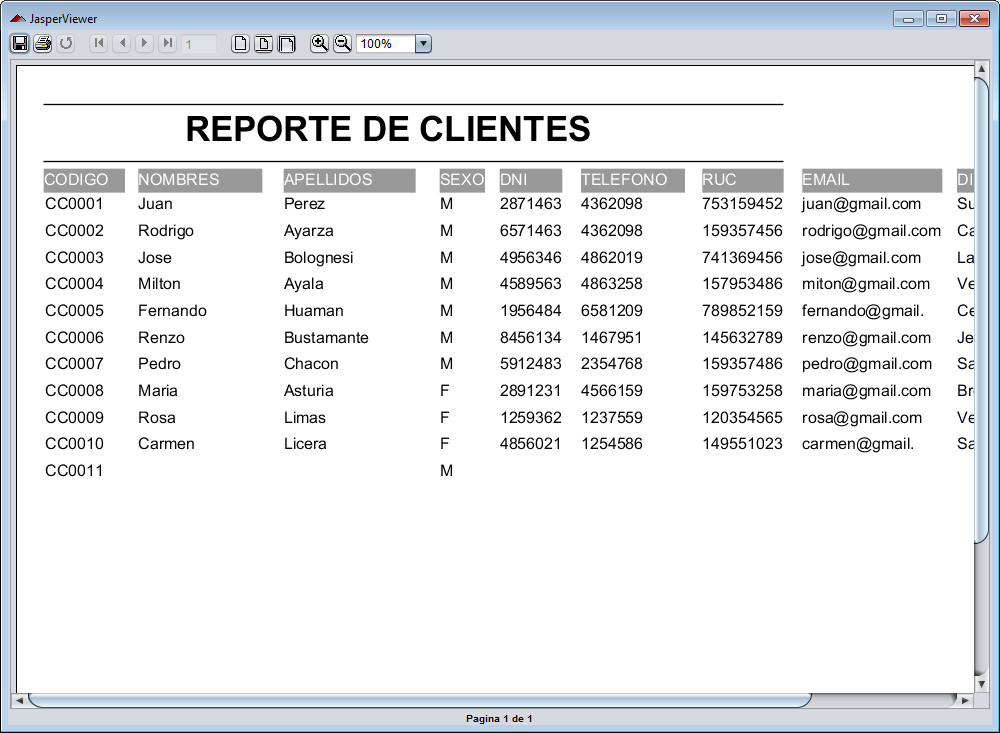 JasperViewer
1 100%
REPORTE DE CLIENTES
CODIGO NOMBRES APELLIDOS SEXO DNI TELEFONO RUC EMAIL DI
CC0001 Juan Perez M 2871463 4362098 753159452 juan@gmail.com Su
CC0002 Rodrigo Ayarza M 6571463 4362098 159357456 rodrigo@gmail.com Ca
CC0003 Jose Bolognesi M 4956346 4862019 741369456 jose@gmail.com La
CC0004 Milton Ayala M 4589563 4863258 157953486 miton@gmail.com Ve
CC0005 Fernando Huaman M 1956484 6581209 789852159 fernando@gmail. Ce
CC0006 Renzo Bustamante M 8456134 1467951 145632789 renzo@gmail.com Je
CC0007 Pedro Chacon M 5912483 2354768 159357486 pedro@gmail.com Sa
CC0008 Maria Asturia F 2891231 4566159 159753258 maria@gmail.com Br
CC0009 Rosa Limas F 1259362 1237559 120354565 rosa@gmail.com Ve
CC0010 Carmen Licera F 4856021 1254586 149551023 carmen@gmail. Sa
CC0011 M
Pagina 1 de 1